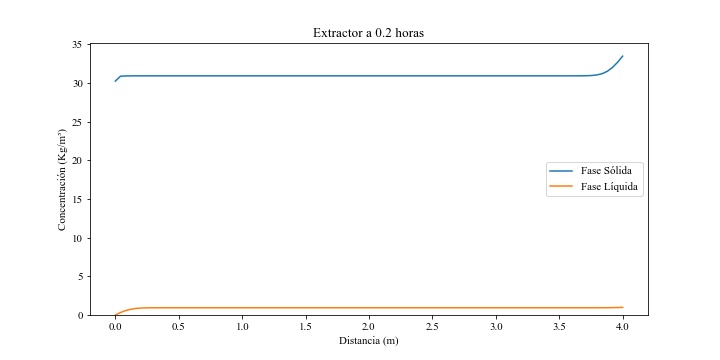 Extractor a 0.2 horas
35
30
25
20
15
10
5
0
Concentración (Kg/m³)
Fase Sólida
Fase Líquida
0.0 0.5 1.0 1.5 2.0 2.5 3.0 3.5 4.0
Distancia (m)